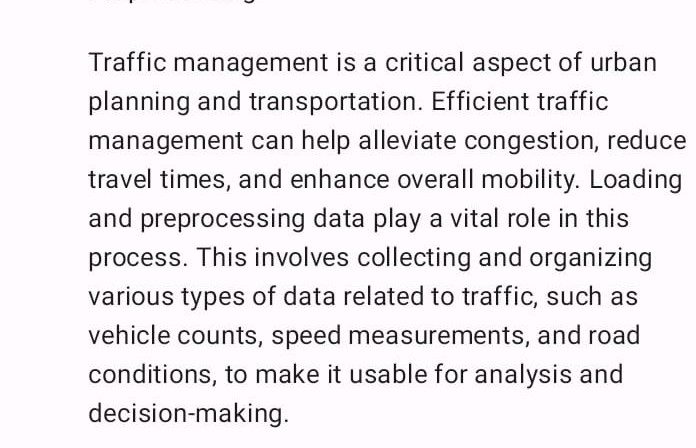 Traffic management is a critical aspect of urban
planning and transportation. Efficient traffic
management can help alleviate congestion, reduce
travel times, and enhance overall mobility. Loading
and preprocessing data play a vital role in this
process. This involves collecting and organizing
various types of data related to traffic, such as
vehicle counts, speed measurements, and road
conditions, to make it usable for analysis and
decision-making.